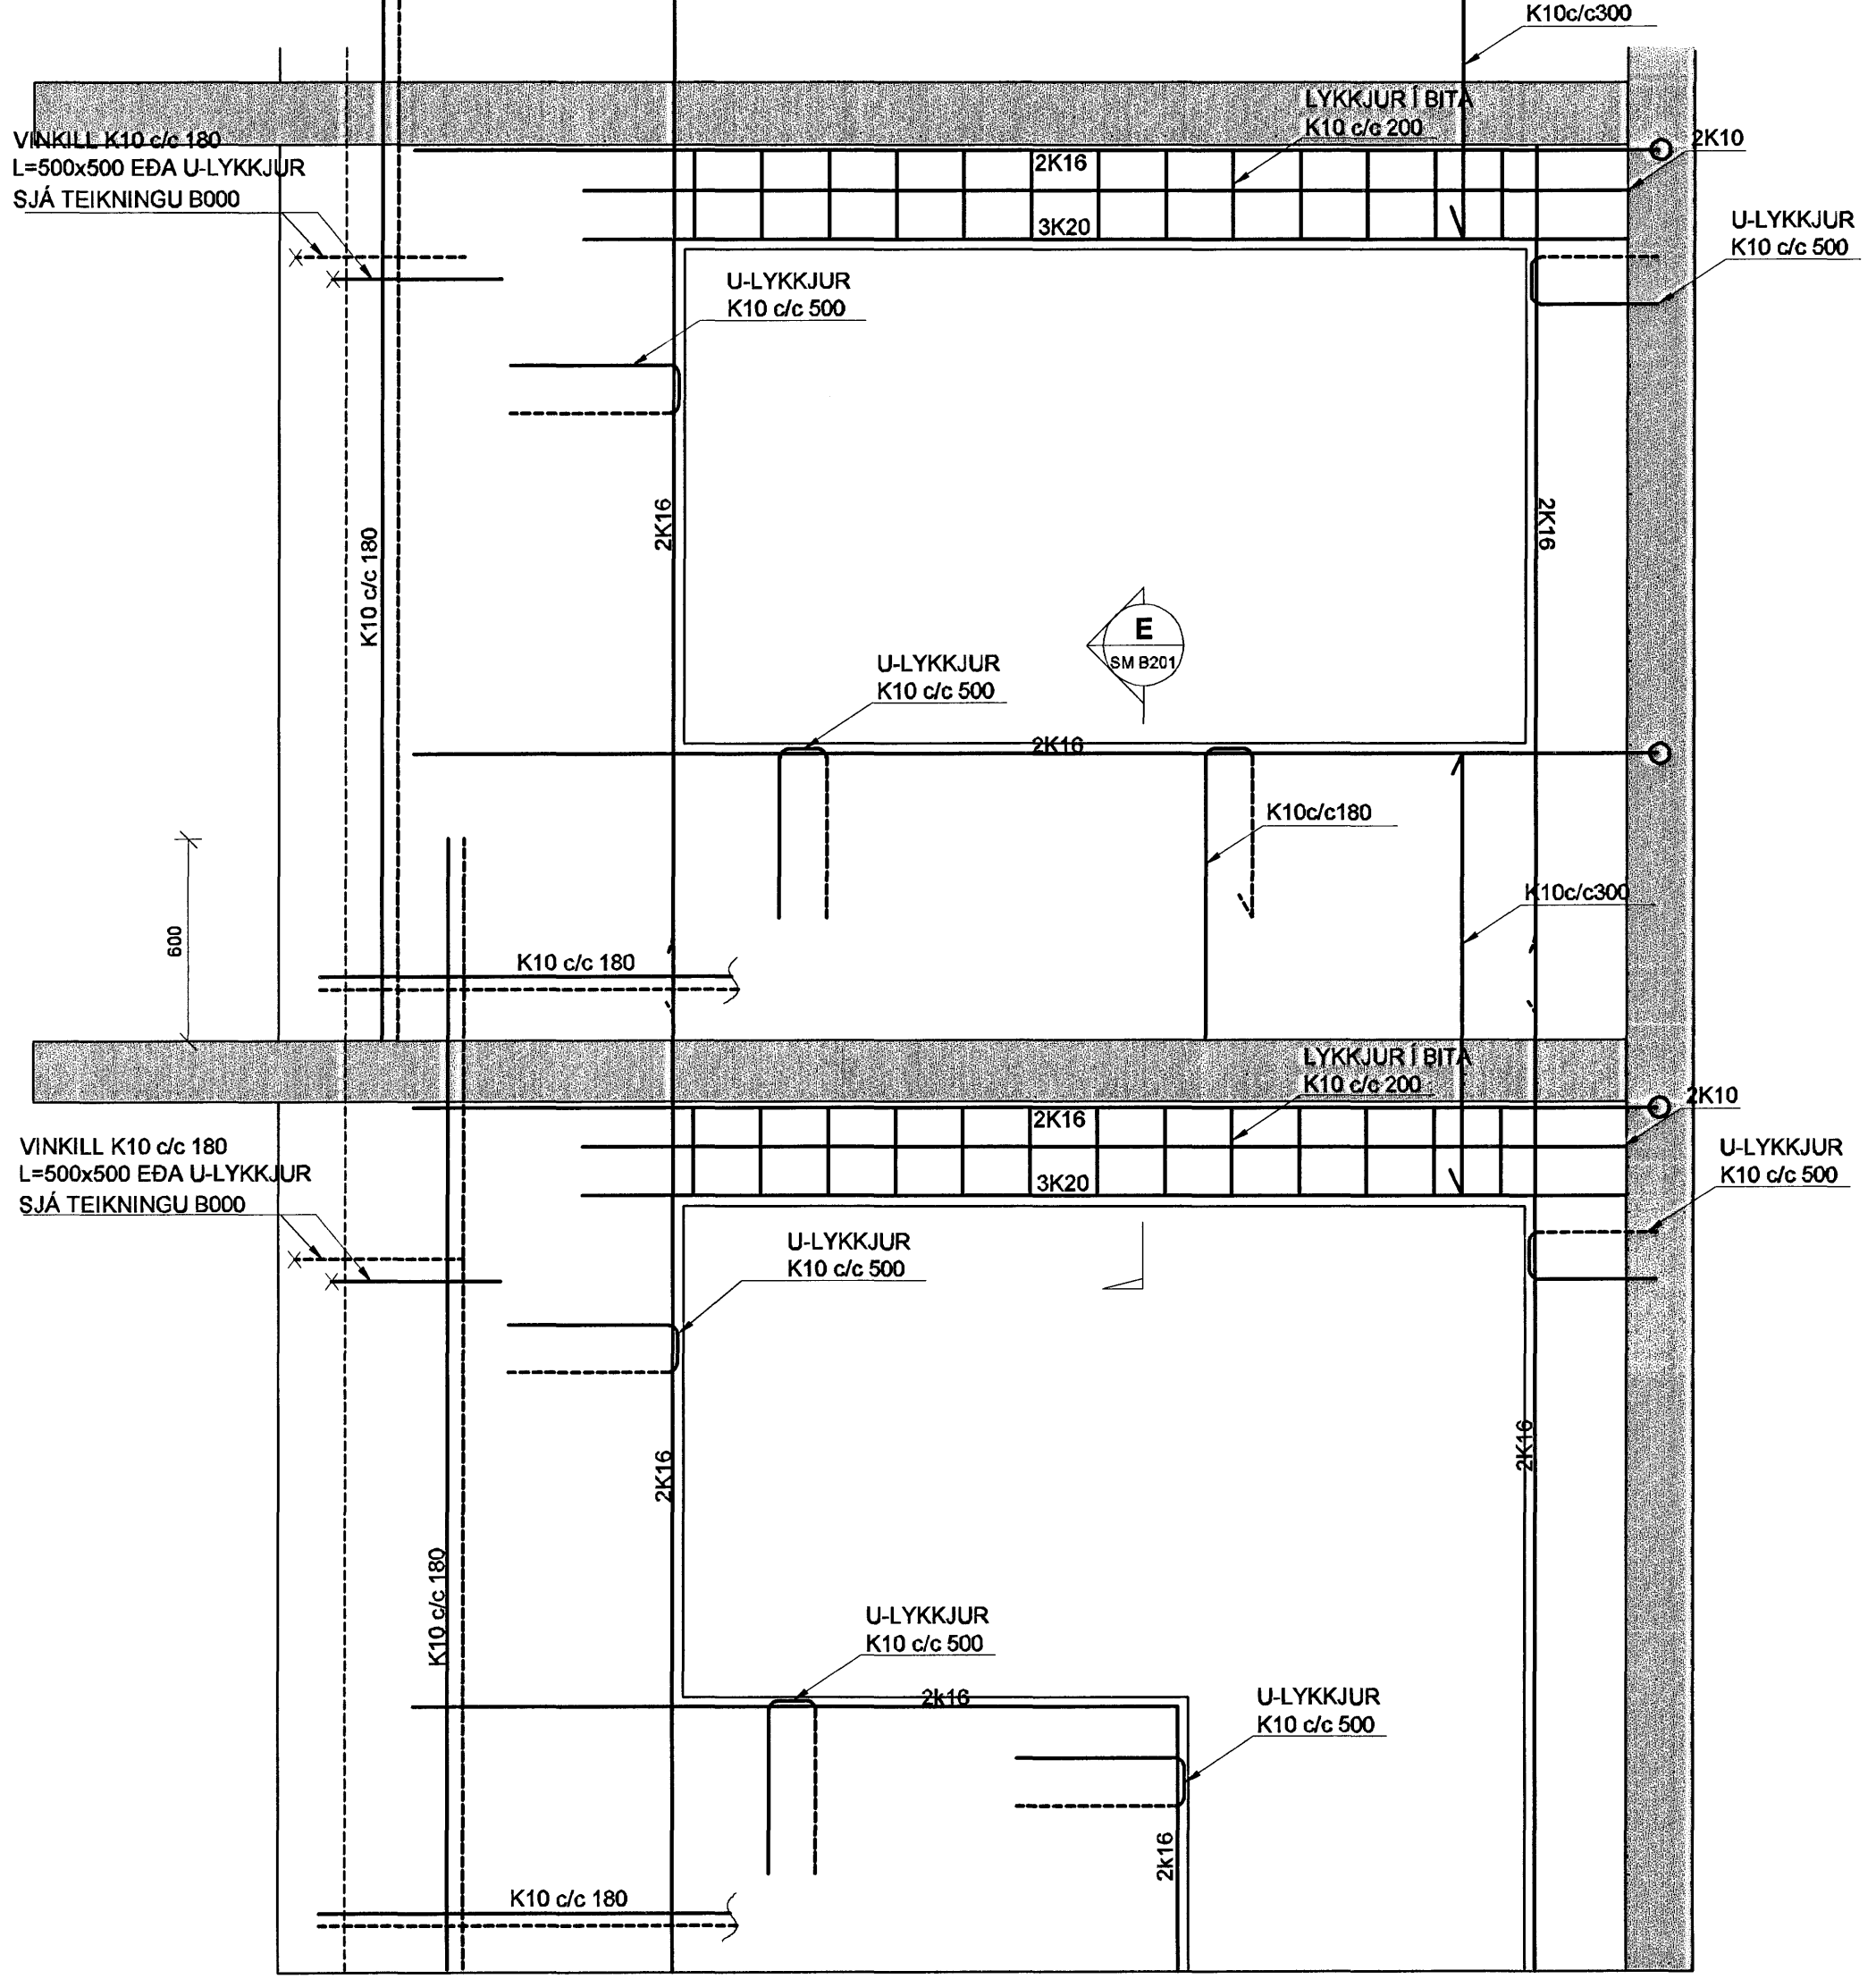 K10c/c300
LYKKJUR Í BITA
K10 c/c 200
VINKILL K10 c/c 180
L=500x500 EÐA U-LYKKJUR
SJÁ TEIKNINGU B000
2K10
2K16
3K20
U-LYKKJUR
K10 c/c 500
U-LYKKJUR
K10 c/c 500
2K16
2K16
K10 c/c 180
E
SM B201
U-LYKKJUR
K10 c/c 500
2K16
K10c/c180
K10c/c300
600
K10 c/c 180
LYKKJUR Í BITA
K10 c/c 200
2K10
2K16
3K20
VINKILL K10 c/c 180
L=500x500 EÐA U-LYKKJUR
SJÁ TEIKNINGU B000
U-LYKKJUR
K10 c/c 500
U-LYKKJUR
K10 c/c 500
2K16
2K16
K10 c/c 180
U-LYKKJUR
K10 c/c 500
2k16
U-LYKKJUR
K10 c/c 500
2k16
K10 c/c 180